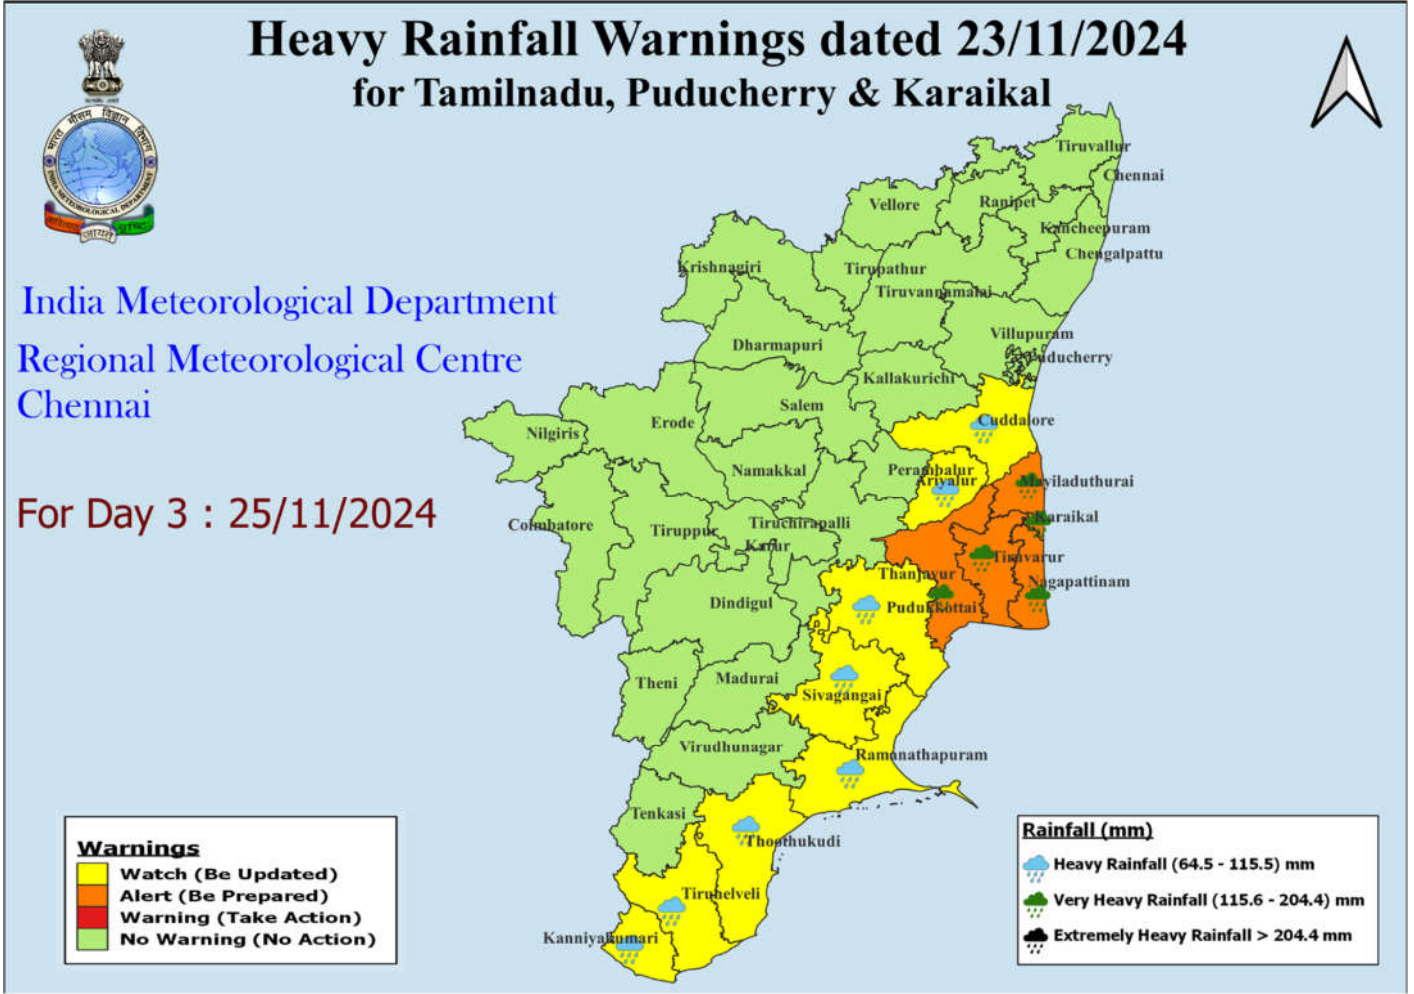 Heavy Rainfall Warnings dated 23/11/2024
for Tamilnadu, Puducherry & Karaikal
भारत मौसम विज्ञान विभाग
INDIA METEOROLOGICAL DEPARTMENT
India Meteorological Department
Regional Meteorological Centre
Chennai
For Day 3 : 25/11/2024
Tiruvallur
Chennai
Vellore
Ranipet
Kancheepuram
Chengalpattu
Krishnagiri
Tirupathur
Tiruvannamalai
Villupuram
Puducherry
Dharmapuri
Kallakurichi
Salem
Cuddalore
Erode
Nilgiris
Namakkal
Perambalur
Ariyalur
Mayiladuthurai
Karaikal
Coimbatore
Tiruppur
Tiruchirapalli
Karur
Tiruvarur
Thanjavur
Nagapattinam
Dindigul
Pudukkottai
Theni
Madurai
Sivagangai
Virudhunagar
Ramanathapuram
Tenkasi
Thoothukudi
Tirunelveli
Kanniyakumari
Warnings
Watch (Be Updated)
Alert (Be Prepared)
Warning (Take Action)
No Warning (No Action)
Rainfall (mm)
Heavy Rainfall (64.5 - 115.5) mm
Very Heavy Rainfall (115.6 - 204.4) mm
Extremely Heavy Rainfall > 204.4 mm